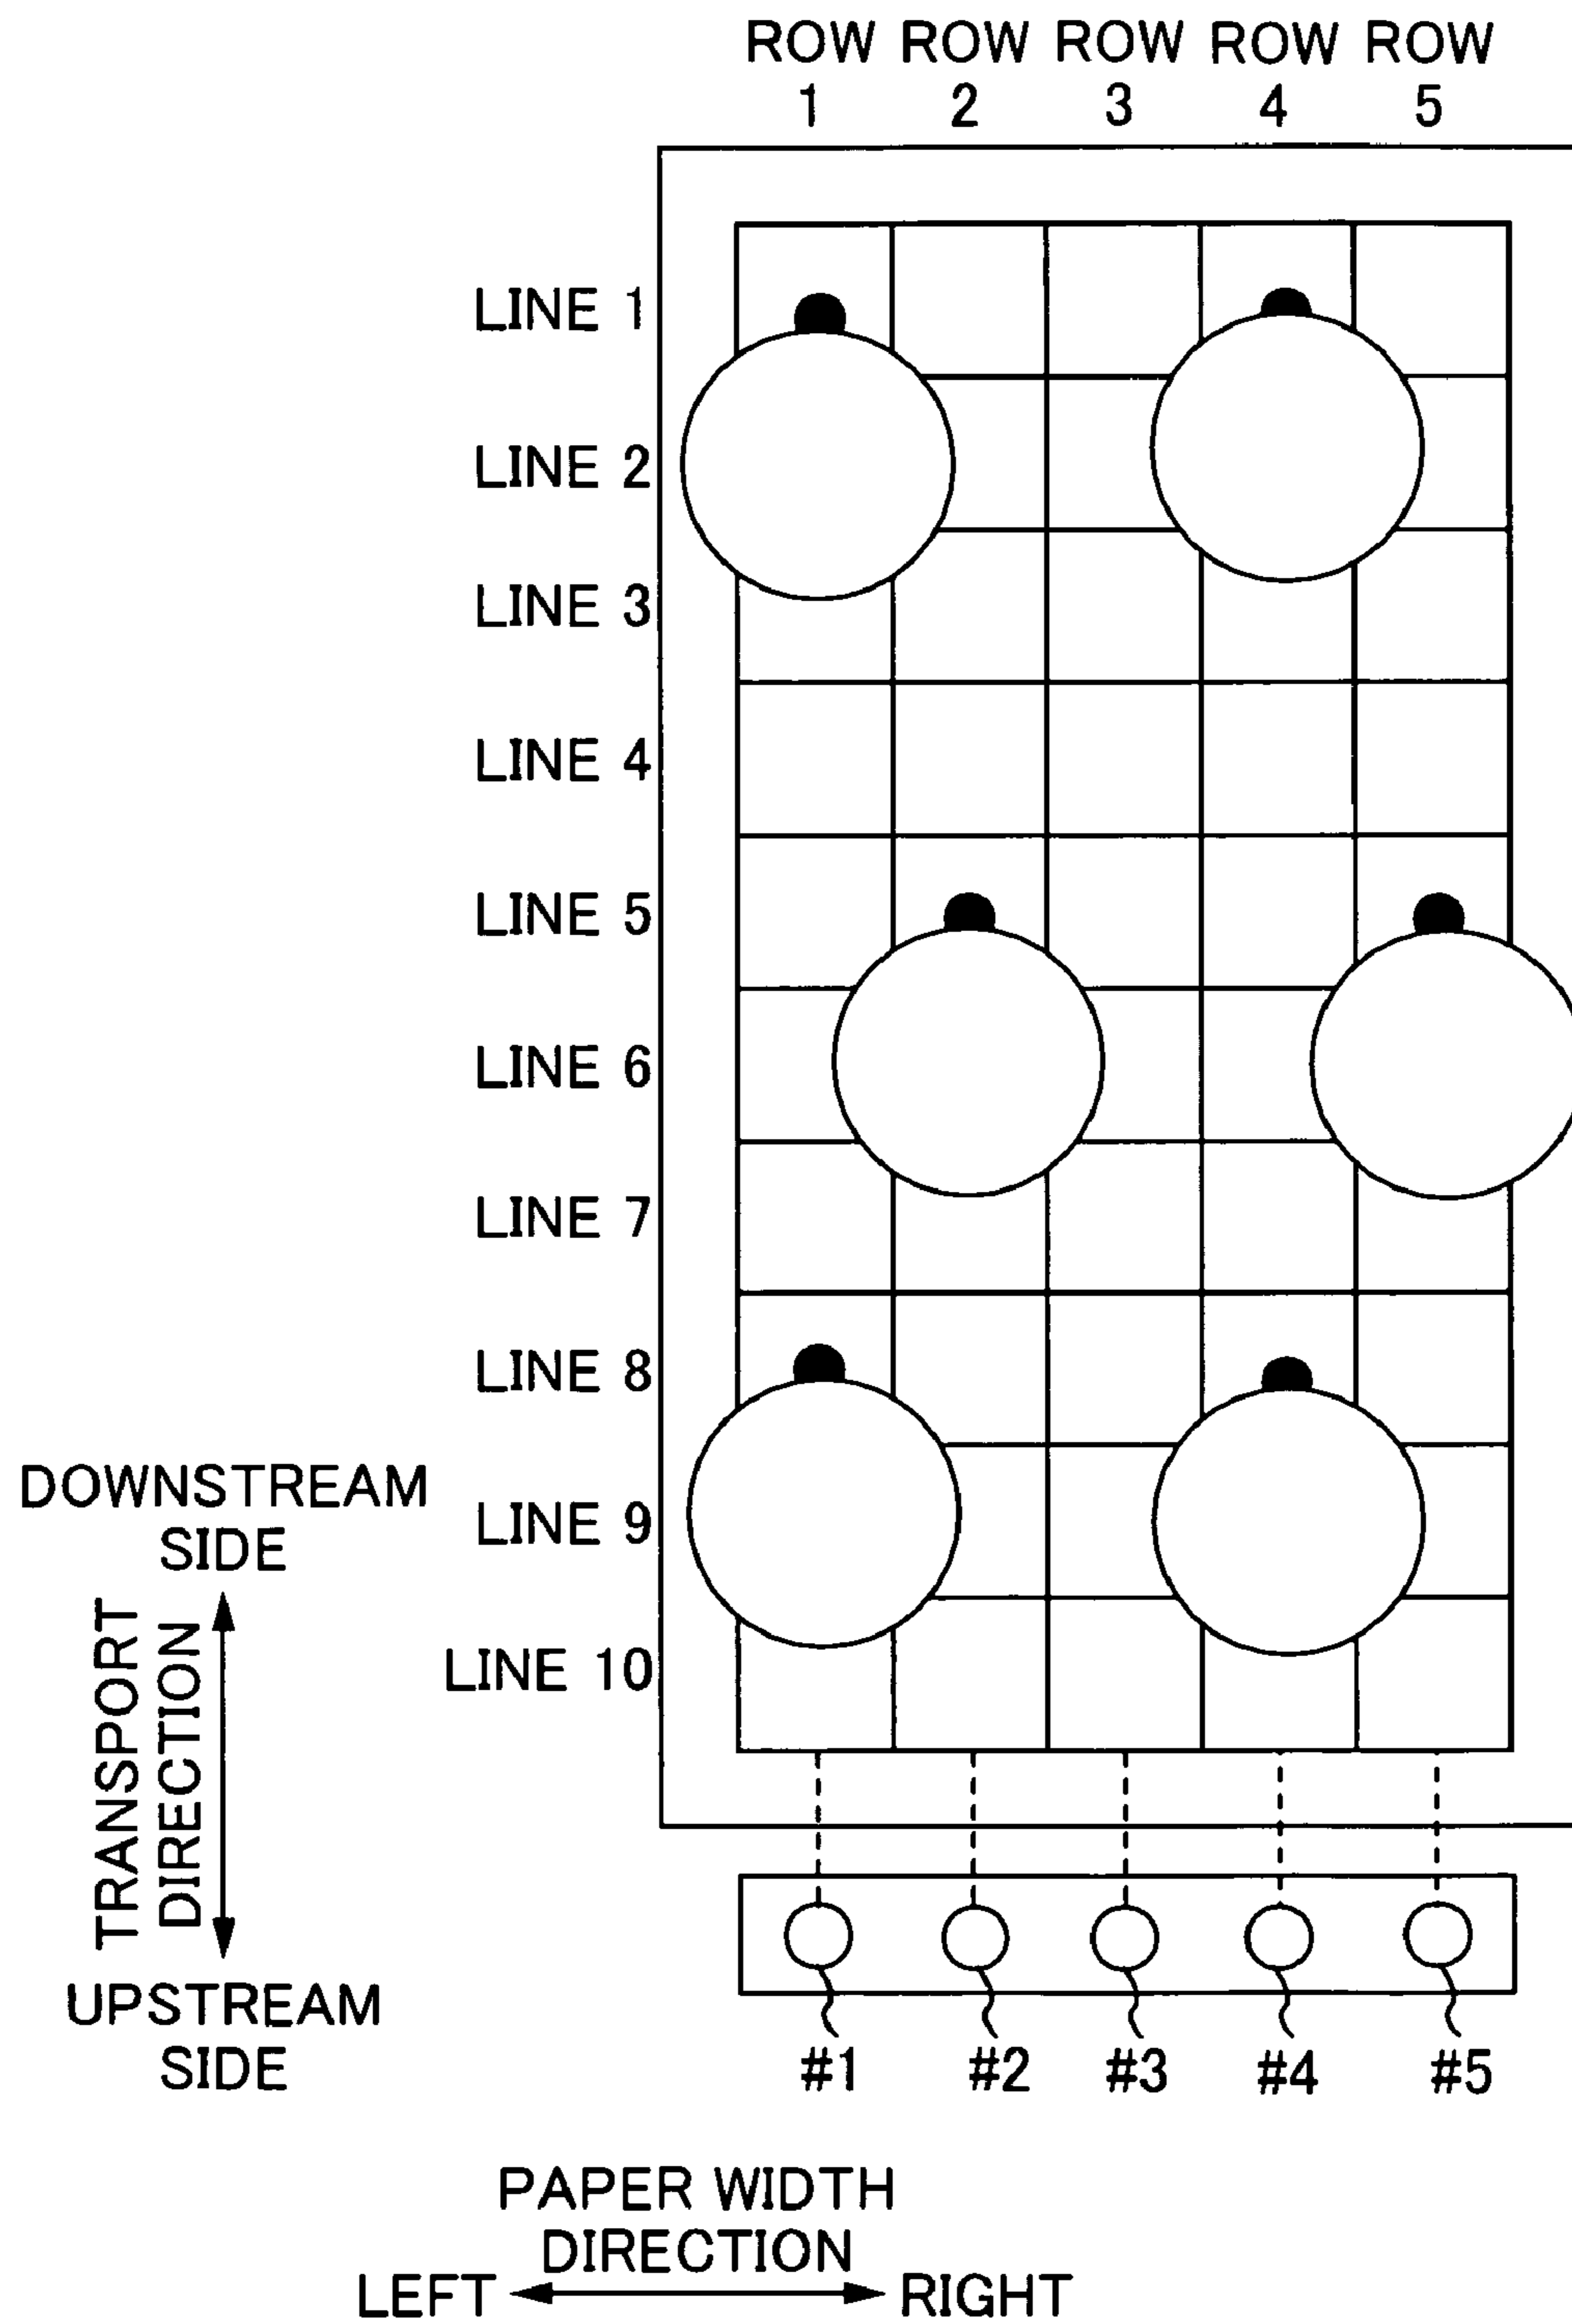 ROW ROW ROW ROW ROW
1 2 3 4 5
LINE 1
LINE 2
LINE 3
LINE 4
LINE 5
LINE 6
LINE 7
LINE 8
LINE 9
LINE 10
DOWNSTREAM
SIDE
TRANSPORT
DIRECTION
UPSTREAM
SIDE
#1 #2 #3 #4 #5
PAPER WIDTH
DIRECTION
LEFT RIGHT